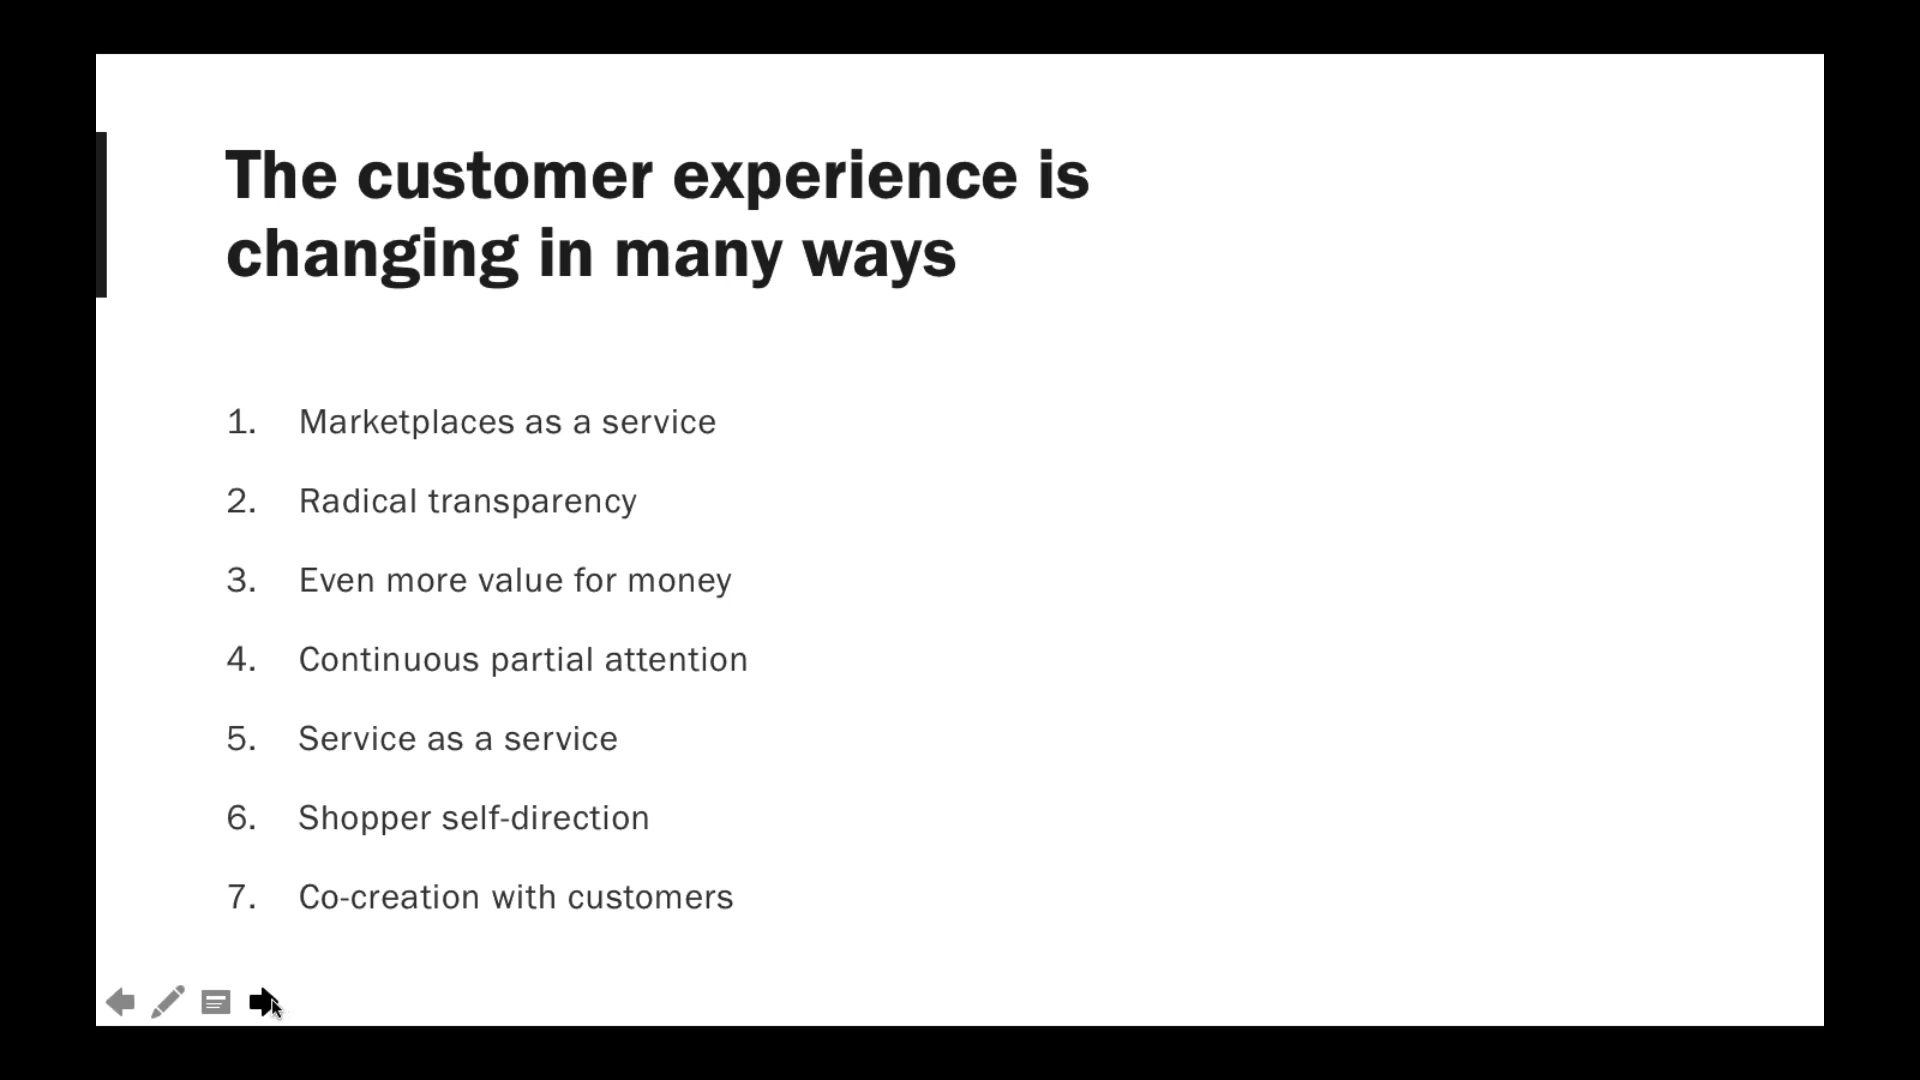 The customer experience is
changing in many ways
1. Marketplaces as a service
2. Radical transparency
3. Even more value for money
4. Continuous partial attention
5. Service as a service
6. Shopper self-direction
7. Co-creation with customers